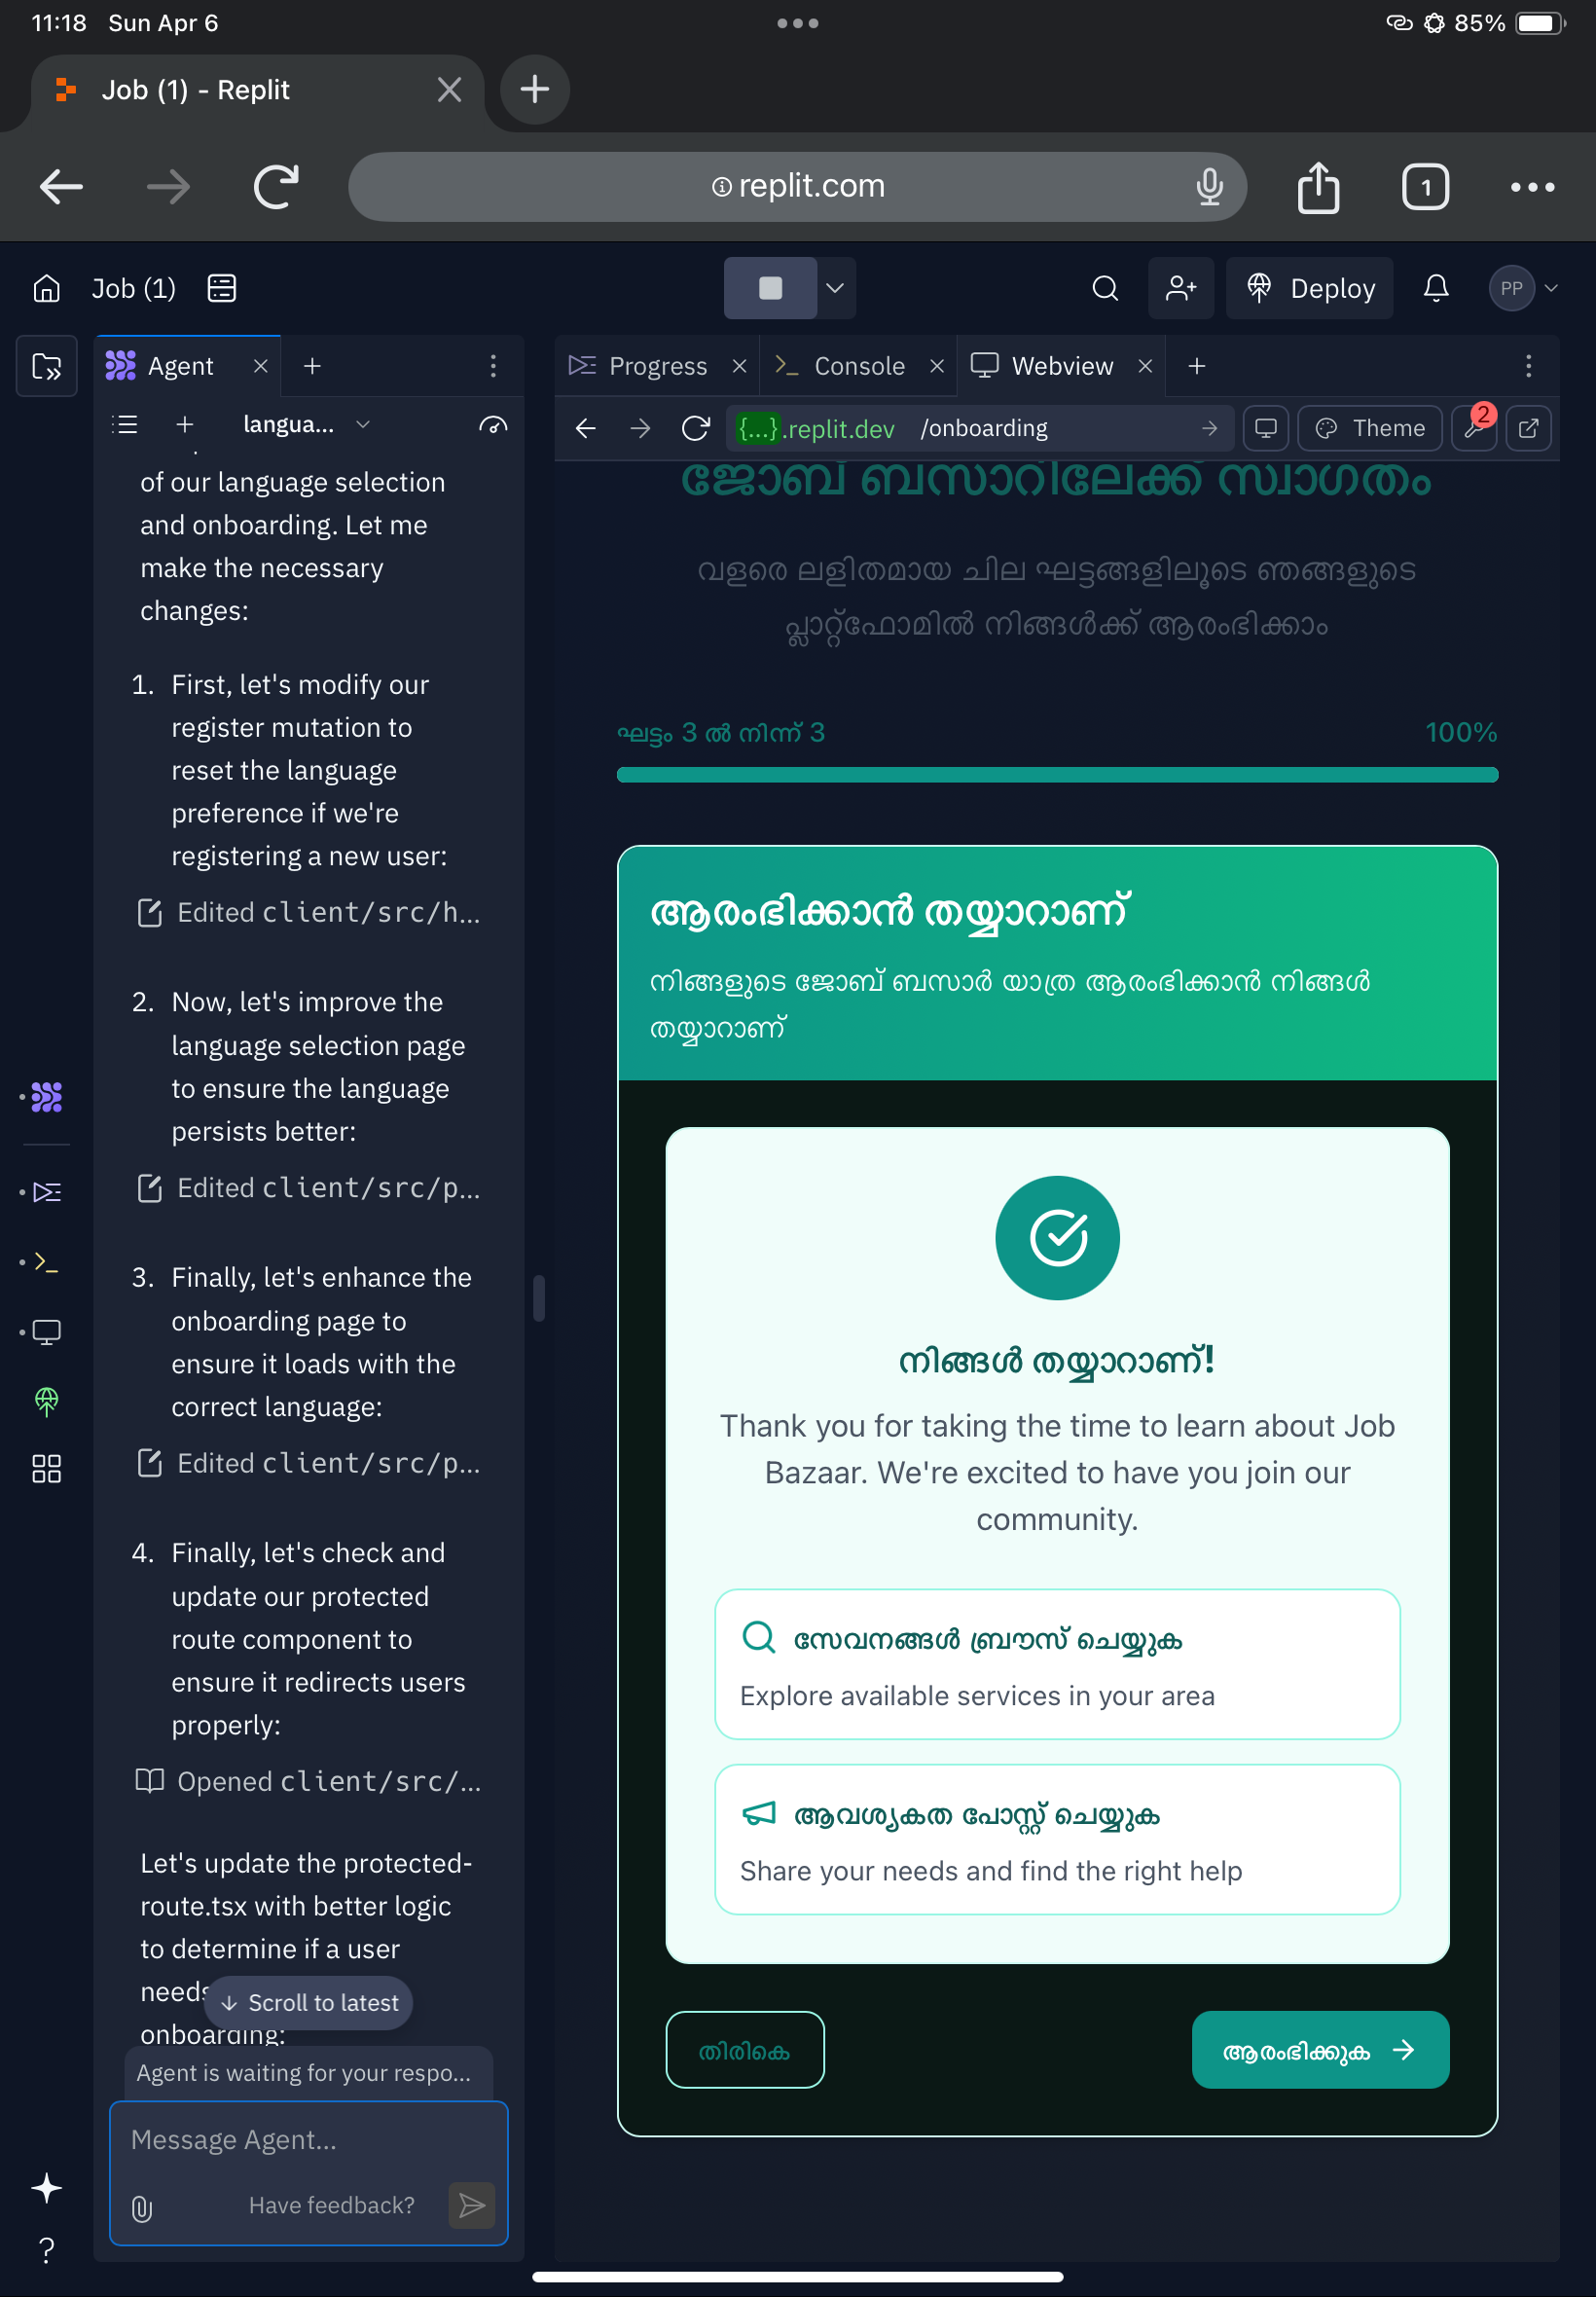 11:18 Sun Apr 6
85%
Job (1) - Replit
replit.com
1
Job (1)
Deploy
PP
Agent
langua...
of our language selection
and onboarding. Let me
make the necessary
changes:
1. First, let's modify our
register mutation to
reset the language
preference if we're
registering a new user:
Edited client/src/h...
2. Now, let's improve the
language selection page
to ensure the language
persists better:
Edited client/src/p...
3. Finally, let's enhance the
onboarding page to
ensure it loads with the
correct language:
Edited client/src/p...
4. Finally, let's check and
update our protected
route component to
ensure it redirects users
properly:
Opened client/src/...
Let's update the protected-
route.tsx with better logic
to determine if a user
needs
onboarding:
Scroll to latest
Agent is waiting for your respo...
Message Agent...
Have feedback?
Progress
Console
Webview
{...}.replit.dev /onboarding
Theme
2
ജോബ് ബസാറിലേക്ക് സ്വാഗതം
വളരെ ലളിതമായ ചില ഘട്ടങ്ങളിലൂടെ ഞങ്ങളുടെ
പ്ലാറ്റ്ഫോമിൽ നിങ്ങൾക്ക് ആരംഭിക്കാം
ഘട്ടം 3 ൽ നിന്ന് 3
100%
ആരംഭിക്കാൻ തയ്യാറാണ്
നിങ്ങളുടെ ജോബ് ബസാർ യാത്ര ആരംഭിക്കാൻ നിങ്ങൾ
തയ്യാറാണ്
നിങ്ങൾ തയ്യാറാണ്!
Thank you for taking the time to learn about Job
Bazaar. We're excited to have you join our
community.
സേവനങ്ങൾ ബ്രൗസ് ചെയ്യുക
Explore available services in your area
ആവശ്യകത പോസ്റ്റ് ചെയ്യുക
Share your needs and find the right help
തിരികെ
ആരംഭിക്കുക